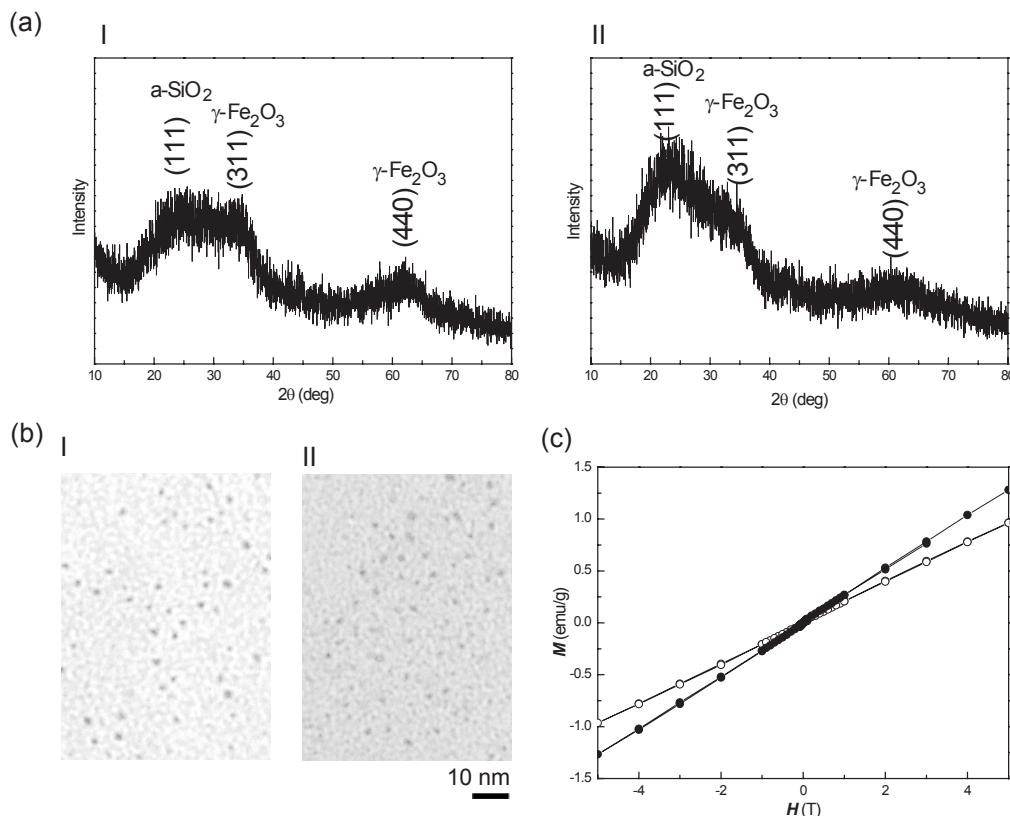 (a)
I
a-SiO₂
(111)
γ-Fe₂O₃
(311)
γ-Fe₂O₃
(440)
Intensity
10 20 30 40 50 60 70 80
2θ (deg)
II
a-SiO₂
(111)
γ-Fe₂O₃
(311)
γ-Fe₂O₃
(440)
Intensity
10 20 30 40 50 60 70 80
2θ (deg)
(b)
I
II
10 nm
(c)
1.5
1.0
0.5
0.0
-0.5
-1.0
-1.5
M (emu/g)
-4 -2 0 2 4
H (T)